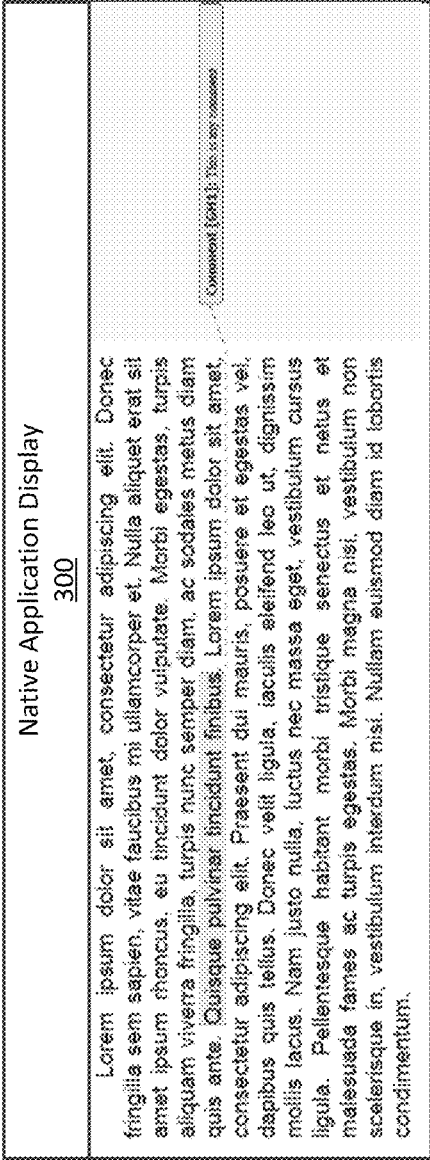 Native Application Display
300
Lorem ipsum dolor sit amet, consectetur adipiscing elit. Donec
fringilla sem sapien, vitae faucibus mi ullamcorper et. Nulla aliquet erat sit
amet ipsum rhoncus, eu tincidunt dolor vulputate. Morbi egestas, turpis
aliquam viverra fringilla, turpis nunc semper diam, ac sodales metus diam
quis ante. Quisque pulvinar tincidunt finibus. Lorem ipsum dolor sit amet,
consectetur adipiscing elit. Praesent dui mauris, posuere et egestas vel,
dapibus quis tellus. Donec velit ligula, iaculis eleifend leo ut, dignissim
mollis lacus. Nam justo nulla, luctus nec massa eget, vestibulum cursus
ligula. Pellentesque habitant morbi tristique senectus et netus et
malesuada fames ac turpis egestas. Morbi magna nisi, vestibulum non
scelerisque in, vestibulum interdum nisi. Nullam euismod diam id lobortis
condimentum.
Comment [GH1]: This is my comment